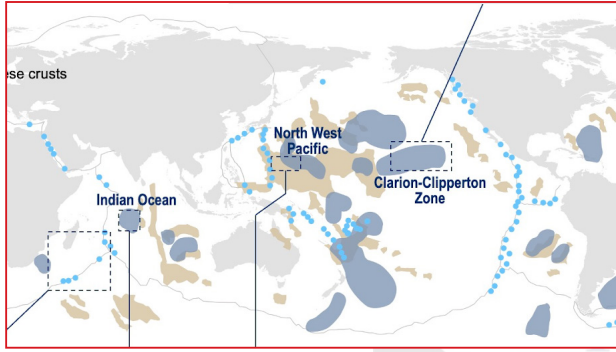 ese crusts
North West
Pacific
Clarion-Clipperton
Zone
Indian Ocean